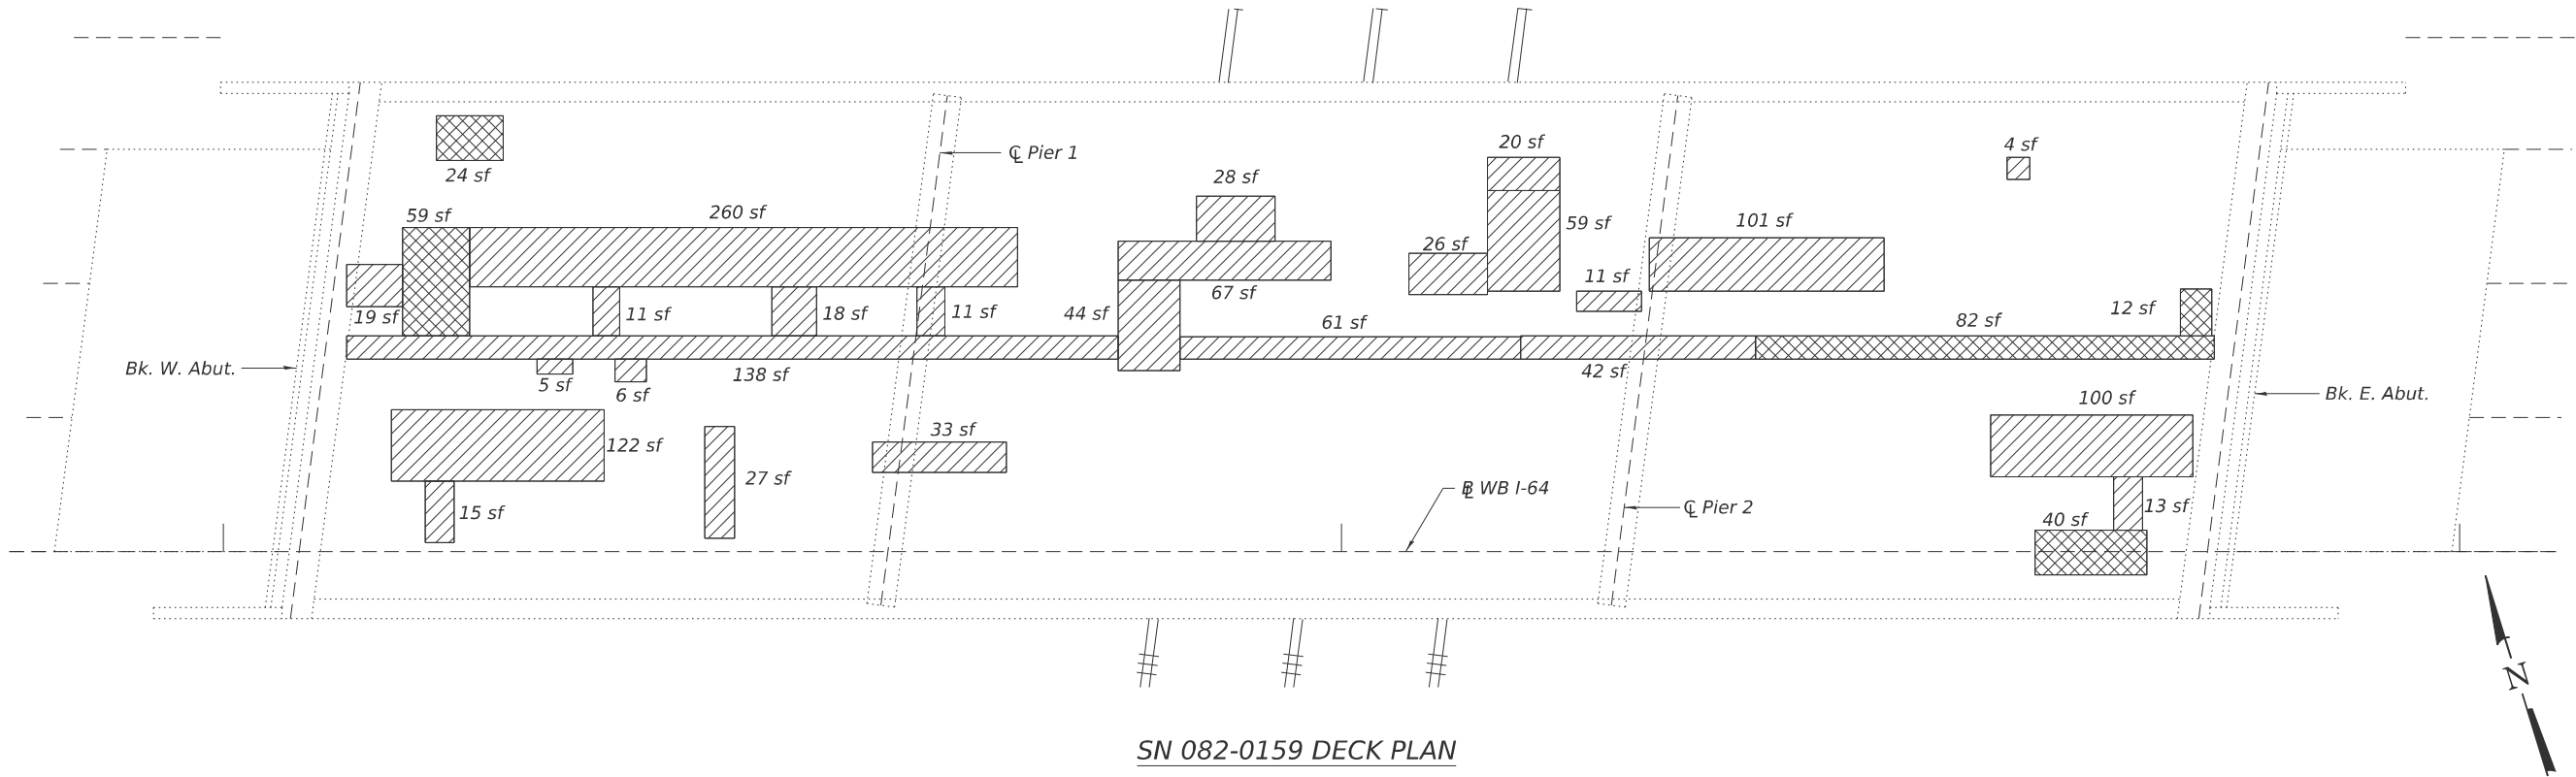 ℄ Pier 1
20 sf
4 sf
24 sf
28 sf
59 sf
260 sf
101 sf
59 sf
26 sf
11 sf
67 sf
19 sf
11 sf
18 sf
11 sf
44 sf
61 sf
82 sf
12 sf
Bk. W. Abut.
5 sf
6 sf
138 sf
42 sf
Bk. E. Abut.
100 sf
122 sf
33 sf
27 sf
15 sf
℄ WB I-64
℄ Pier 2
13 sf
40 sf
N
SN 082-0159 DECK PLAN